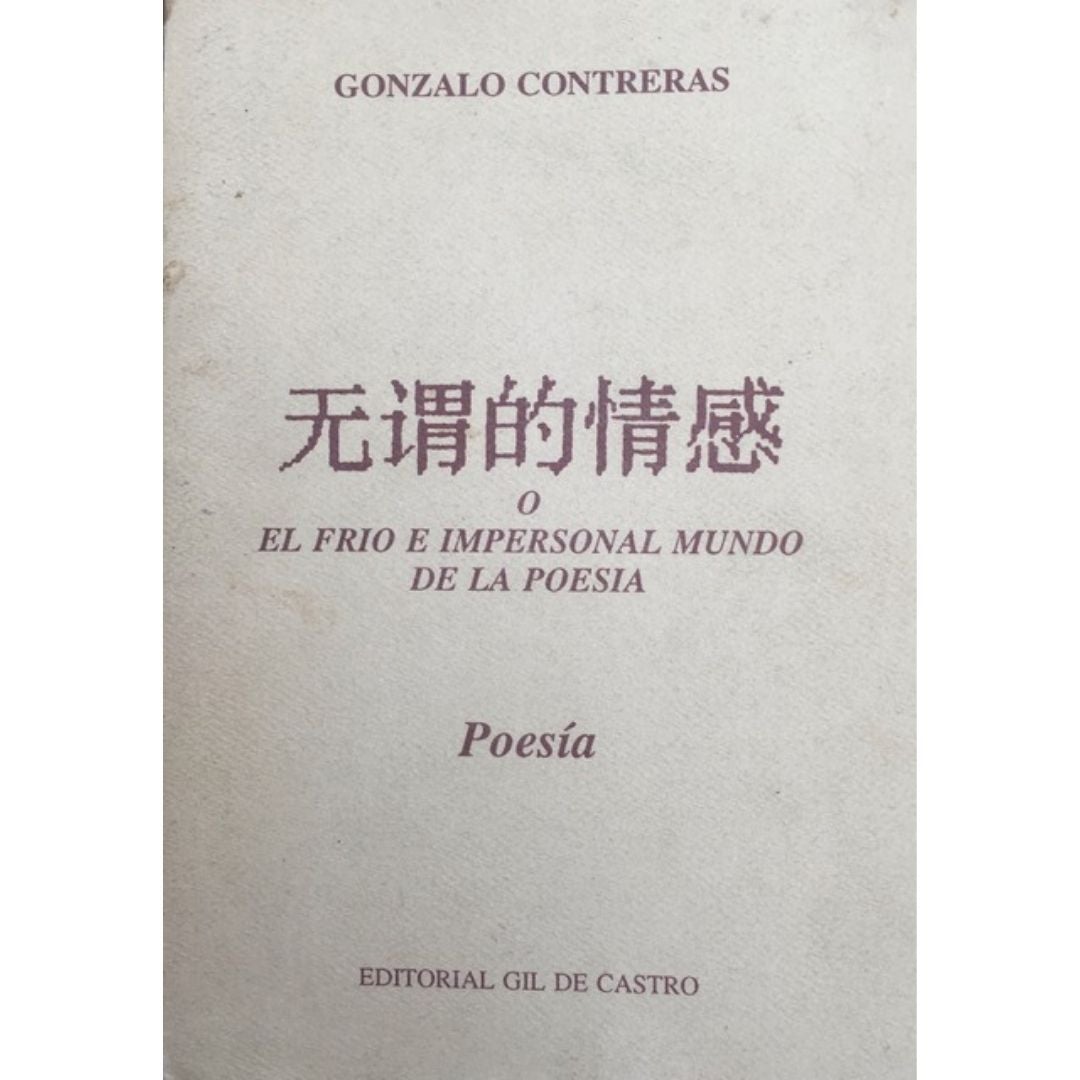 GONZALO CONTRERAS
无谓的情感
O
EL FRIO E IMPERSONAL MUNDO
DE LA POESIA
Poesía
EDITORIAL GIL DE CASTRO